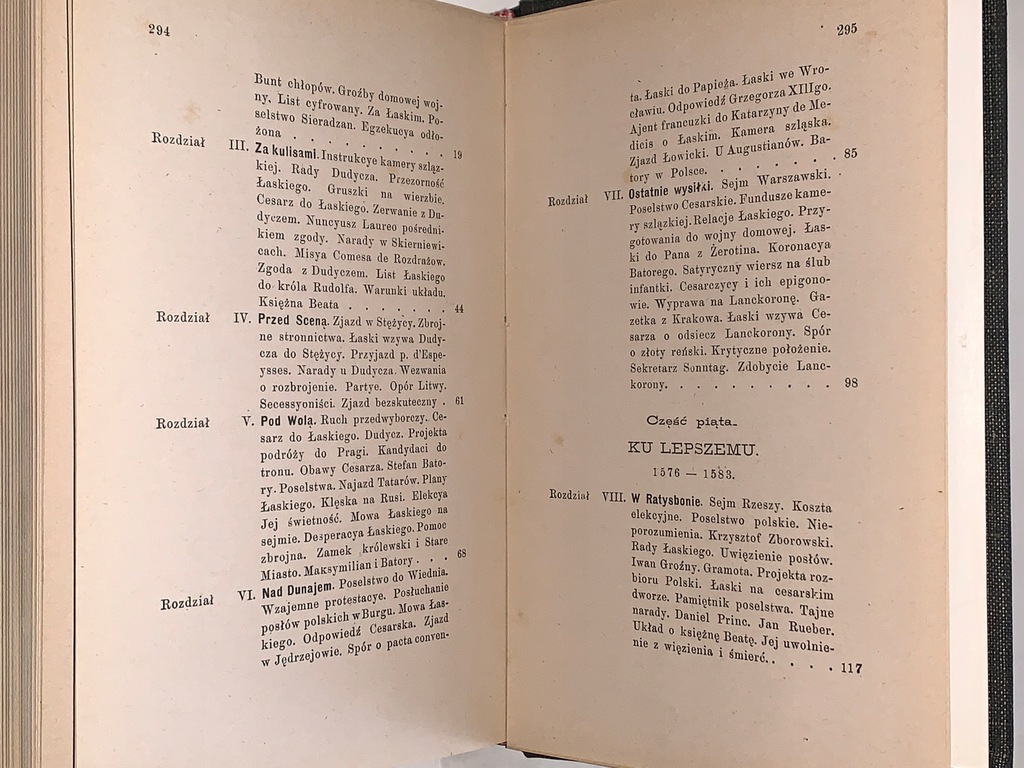 294
Bunt chłopów. Groźby domowej woj-
ny. List cyfrowany. Za Łaskim. Po-
selstwo Sieradzan. Egzekucya odło-
żona . . . . . . . . . 19
Rozdział III. Za kulisami. Instrukcye kamery szląz-
kiej. Rady Dudycza. Przezorność
Łaskiego. Gruszki na wierzbie.
Cesarz do Łaskiego. Zerwanie z Du-
dyczem. Nuncyusz Laureo pośredni-
kiem zgody. Narady w Skierniewi-
cach. Misya Comesa de Rozdrażow.
Zgoda z Dudyczem. List Łaskiego
do króla Rudolfa. Warunki układu.
Księżna Beata . . . . . . . 44
Rozdział IV. Przed Sceną. Zjazd w Stężycy. Zbroj-
ne stronnictwa. Łaski wzywa Dudy-
cza do Stężycy. Przyjazd p. d'Espe-
ysses. Narady u Dudycza. Wezwania
o rozbrojenie. Partye. Opór Litwy.
Secessyoniści. Zjazd bezskuteczny . 61
Rozdział V. Pod Wolą. Ruch przedwyborczy. Ce-
sarz do Łaskiego. Dudycz. Projekta
podróży do Pragi. Kandydaci do
tronu. Obawy Cesarza. Stefan Bato-
ry. Poselstwa. Najazd Tatarów. Plany
Łaskiego. Klęska na Rusi. Elekcya
Jej świetność. Mowa Łaskiego na
sejmie. Desperacya Łaskiego. Pomoc
zbrojna. Zamek królewski i Stare
Miasto. Maksymilian i Batory . . . 68
Rozdział VI. Nad Dunajem. Poselstwo do Wiednia.
Wzajemne protestacye. Posłuchanie
posłów polskich w Burgu. Mowa Łas-
kiego. Odpowiedź Cesarska. Zjazd
w Jędrzejowie. Spór o pacta conven-
295
ta. Łaski do Papieża. Łaski we Wro-
cławiu. Odpowiedź Grzegorza XIIIgo.
Ajent francuzki do Katarzyny de Me-
dicis o Łaskim. Kamera szląska.
Zjazd Łowicki. U Augustianów. Ba-
tory w Polsce. . . . . . . 85
Rozdział VII. Ostatnie wysiłki. Sejm Warszawski.
Poselstwo Cesarskie. Fundusze kame-
ry szlązkiej. Relacje Łaskiego. Przy-
gotowania do wojny domowej. Łas-
ki do Pana z Żerotina. Koronacya
Batorego. Satyryczny wiersz na ślub
infantki. Cesarczycy i ich epigono-
wie. Wyprawa na Lanckoronę. Ga-
zetka z Krakowa. Łaski wzywa Ce-
sarza o odsiecz Lanckorony. Spór
o złoty reński. Krytyczne położenie.
Sekretarz Sonntag. Zdobycie Lanc-
korony. . . . . . . . . . 98
Część piąta.
KU LEPSZEMU.
1576 — 1583.
Rozdział VIII. W Ratysbonie. Sejm Rzeszy. Koszta
elekcyjne. Poselstwo polskie. Nie-
porozumienia. Krzysztof Zborowski.
Rady Łaskiego. Uwięzienie posłów.
Iwan Groźny. Gramota. Projekta roz-
bioru Polski. Łaski na cesarskim
dworze. Pamiętnik poselstwa. Tajne
narady. Daniel Princ. Jan Rueber.
Układ o księżnę Beatę. Jej uwolnie-
nie z więzienia i śmierć. . . . . 117